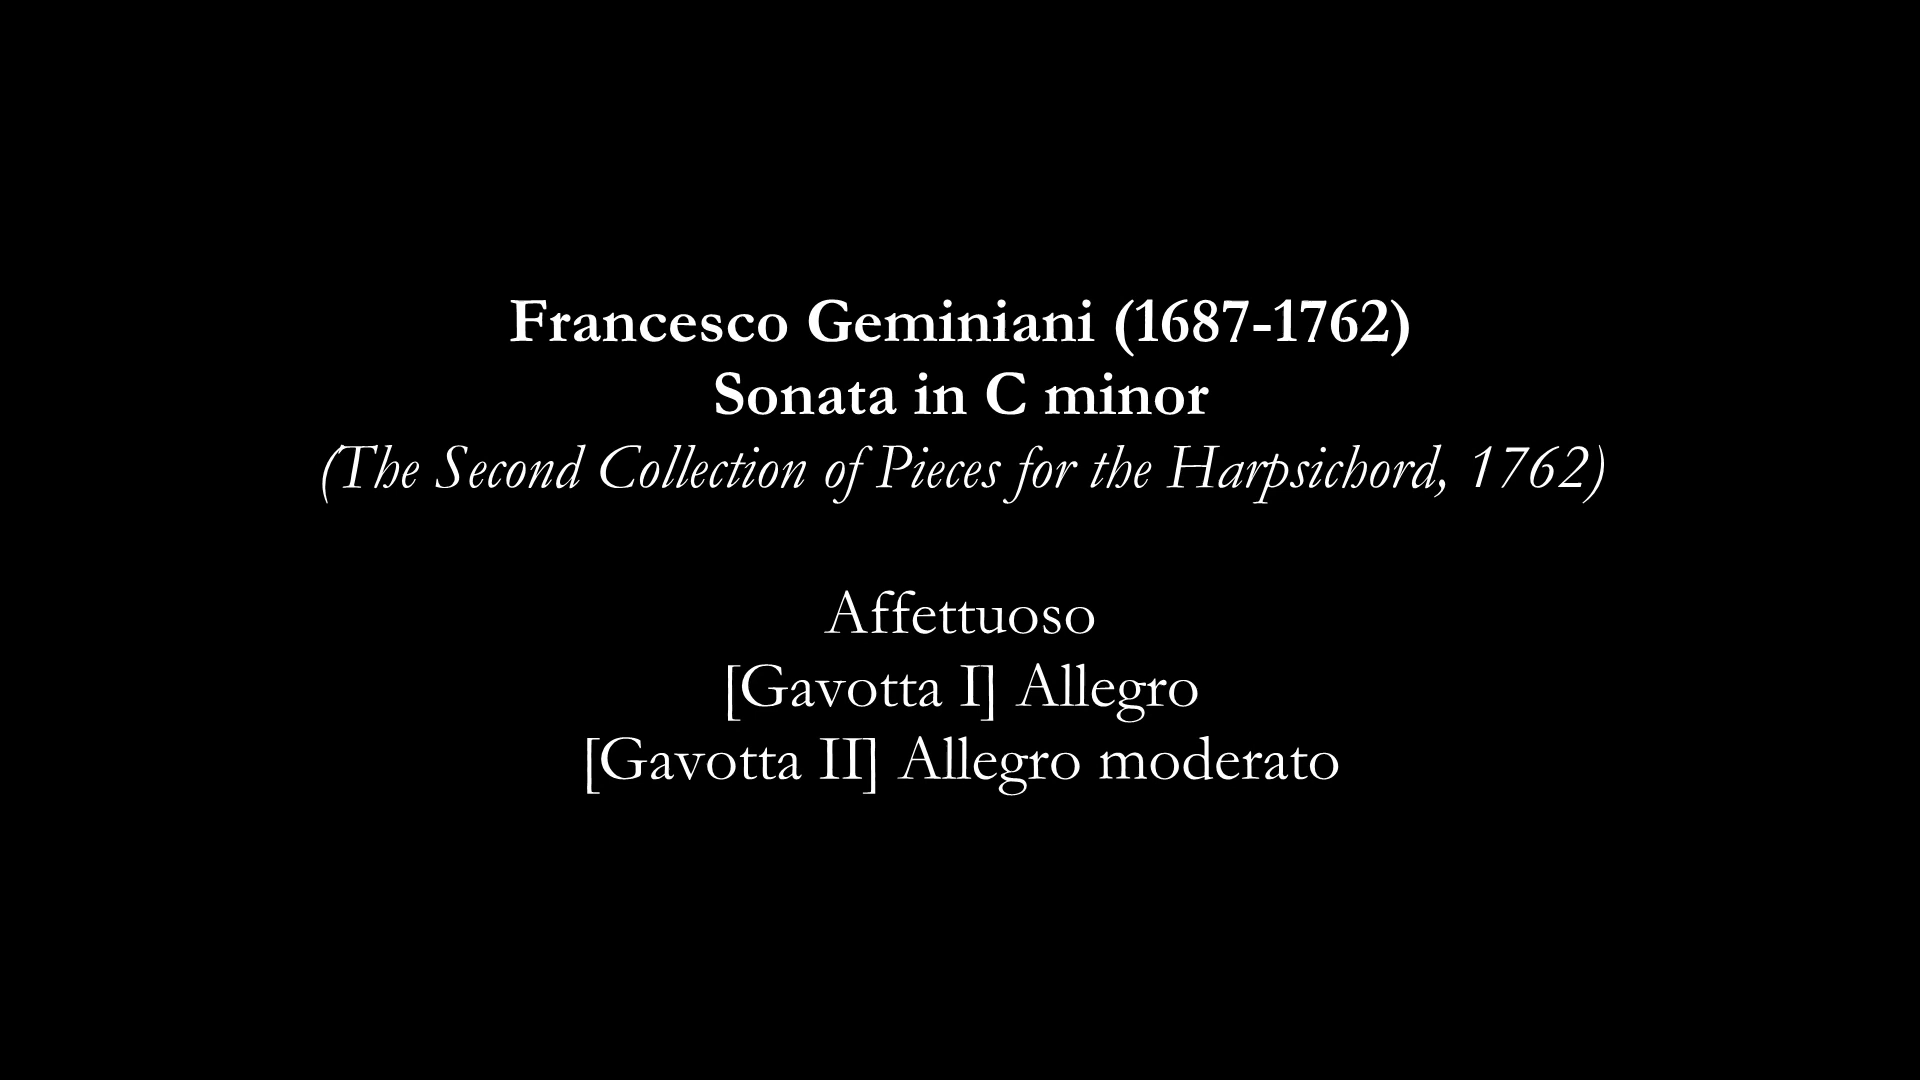 Francesco Geminiani (1687-1762)
Sonata in C minor
(The Second Collection of Pieces for the Harpsichord, 1762)
Affettuoso
[Gavotta I] Allegro
[Gavotta II] Allegro moderato